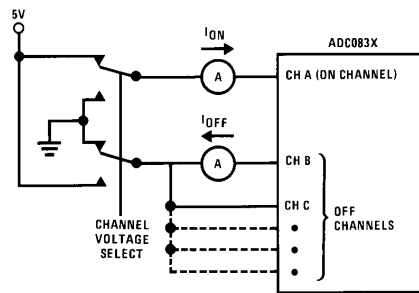 5V
ION
ADC083X
A
CH A (ON CHANNEL)
IOFF
A
CH B
CH C
OFF
CHANNELS
CHANNEL
VOLTAGE
SELECT